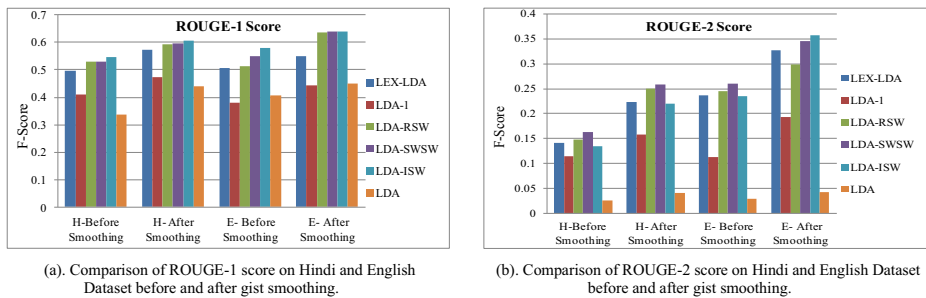 ROUGE-1 Score
0.7
0.6
0.5
0.4
0.3
0.2
0.1
0
F-Score
H-Before Smoothing
H- After Smoothing
E- Before Smoothing
E- After Smoothing
LEX-LDA
LDA-1
LDA-RSW
LDA-SWSW
LDA-ISW
LDA
(a). Comparison of ROUGE-1 score on Hindi and English
Dataset before and after gist smoothing.
ROUGE-2 Score
0.4
0.35
0.3
0.25
0.2
0.15
0.1
0.05
0
F-Score
H-Before Smoothing
H- After Smoothing
E- Before Smoothing
E- After Smoothing
LEX-LDA
LDA-1
LDA-RSW
LDA-SWSW
LDA-ISW
LDA
(b). Comparison of ROUGE-2 score on Hindi and English Dataset
before and after gist smoothing.